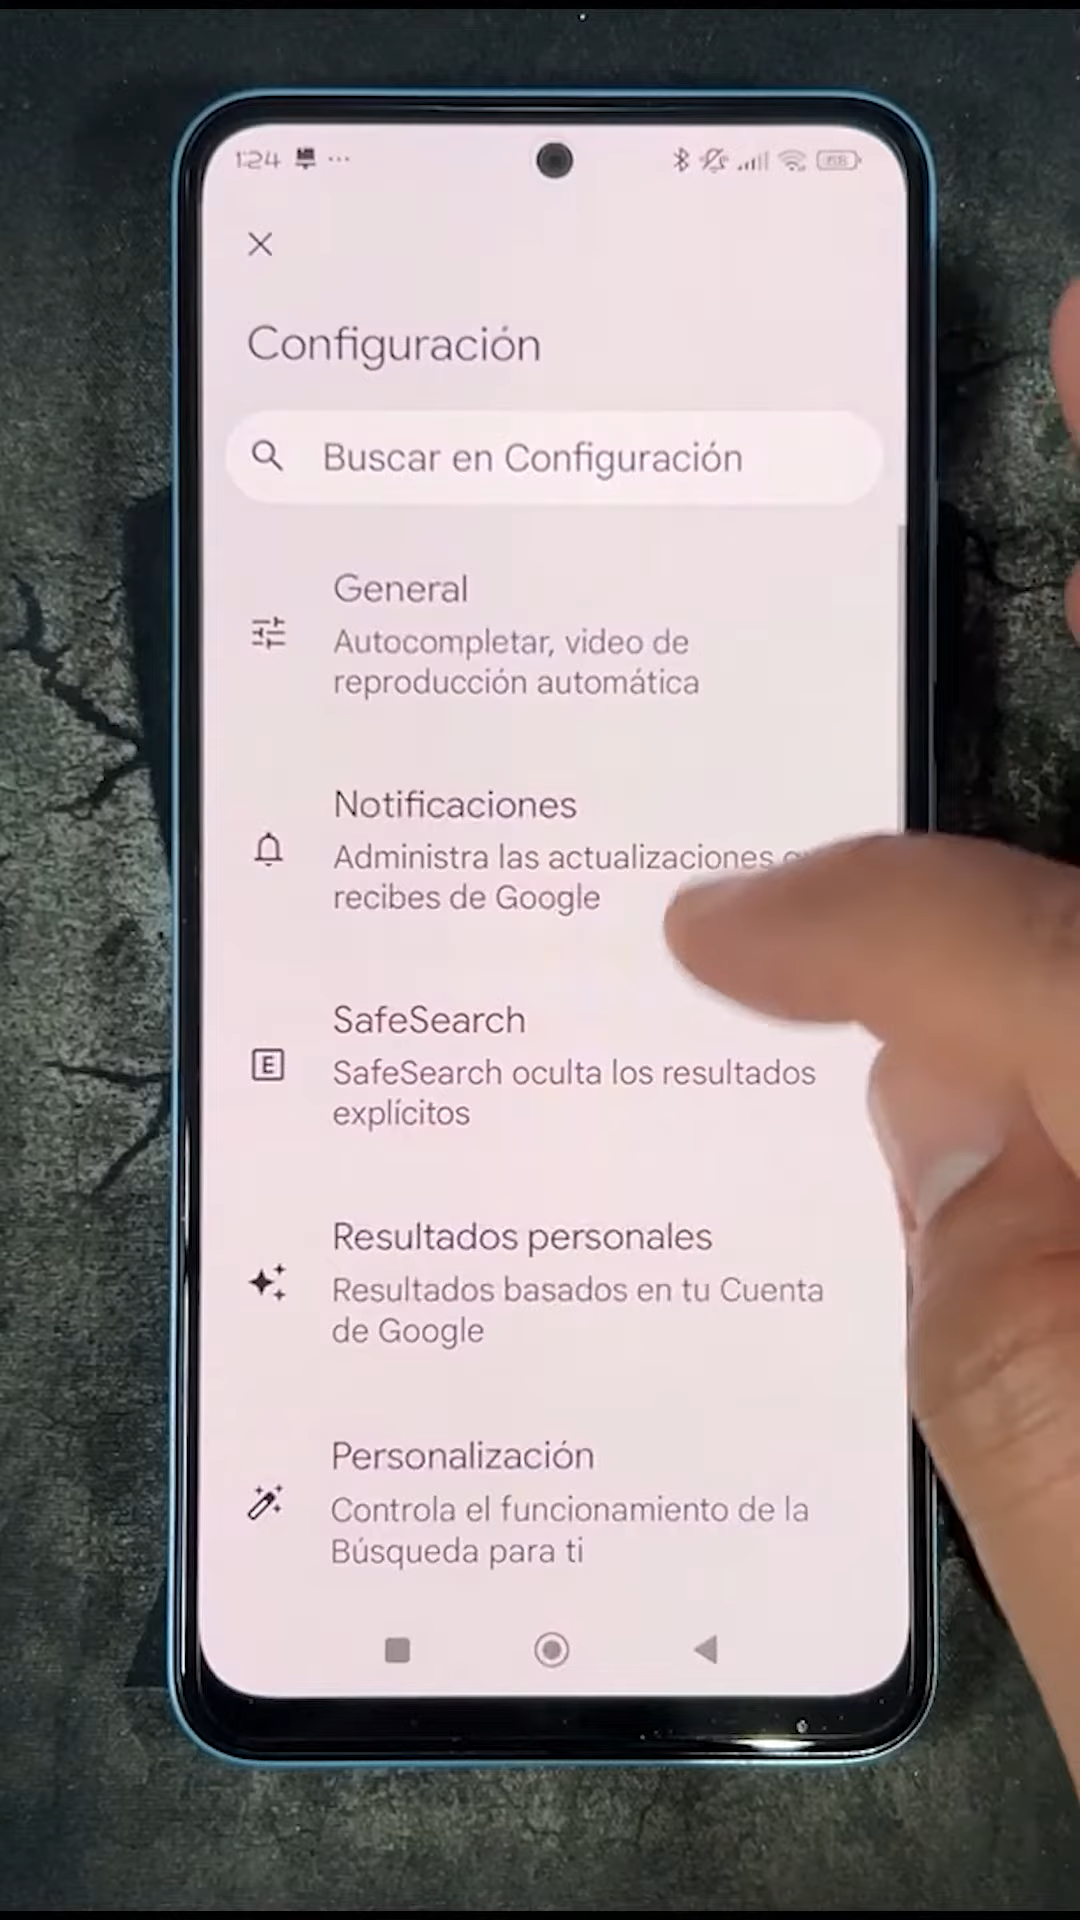 1:24
Configuración
Buscar en Configuración
General
Autocompletar, video de
reproducción automática
Notificaciones
Administra las actualizaciones
recibes de Google
SafeSearch
E
SafeSearch oculta los resultados
explícitos
Resultados personales
Resultados basados en tu Cuenta
de Google
Personalización
Controla el funcionamiento de la
Búsqueda para ti